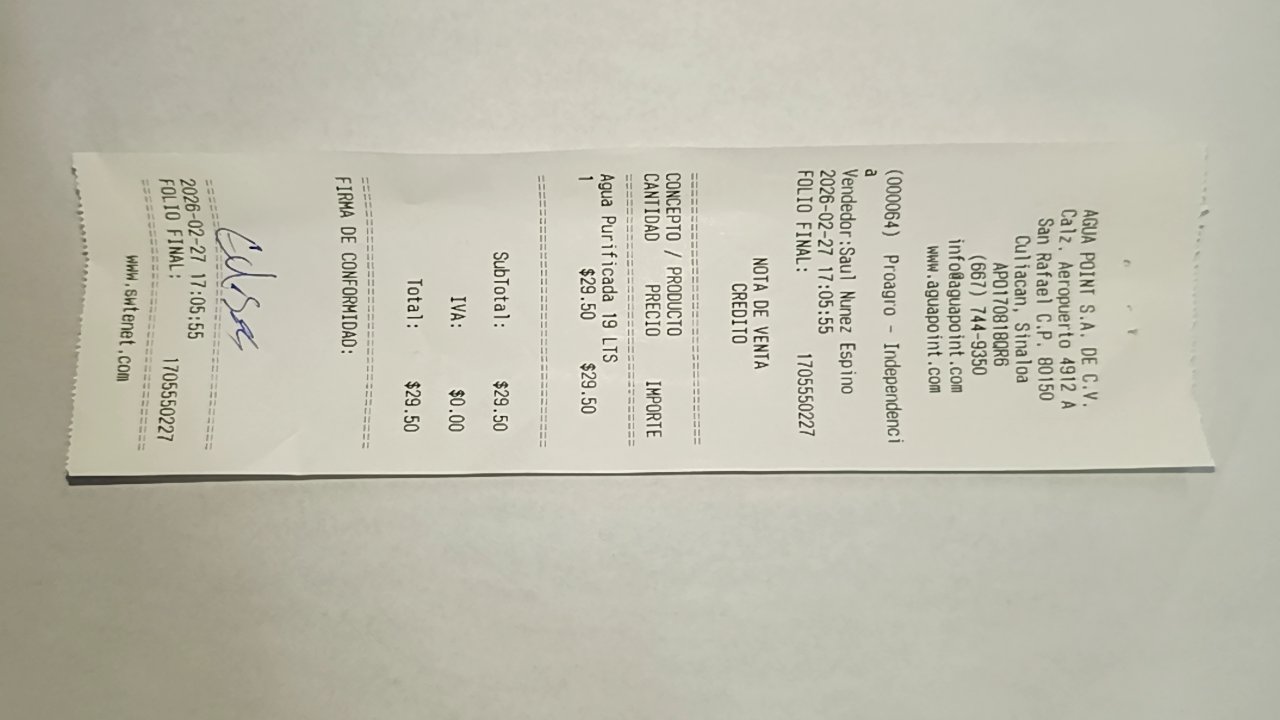 AGUA POINT S.A. DE C.V.
Calz. Aeropuerto 4912 A
San Rafael C.P. 80150
Culiacan, Sinaloa
APO170818QR6
(667) 744-9350
info@aguapoint.com
www.aguapoint.com
(000064) Proagro - Independenci
a
Vendedor:Saul Nunez Espino
2026-02-27 17:05:55
FOLIO FINAL: 1705550227
NOTA DE VENTA
CREDITO
================================
CONCEPTO / PRODUCTO
CANTIDAD PRECIO IMPORTE
================================
Agua Purificada 19 LTS
1 $29.50 $29.50
================================
SubTotal: $29.50
IVA: $0.00
Total: $29.50
================================
FIRMA DE CONFORMIDAD:
================================
2026-02-27 17:05:55
FOLIO FINAL: 1705550227
================================
www.swtenet.com